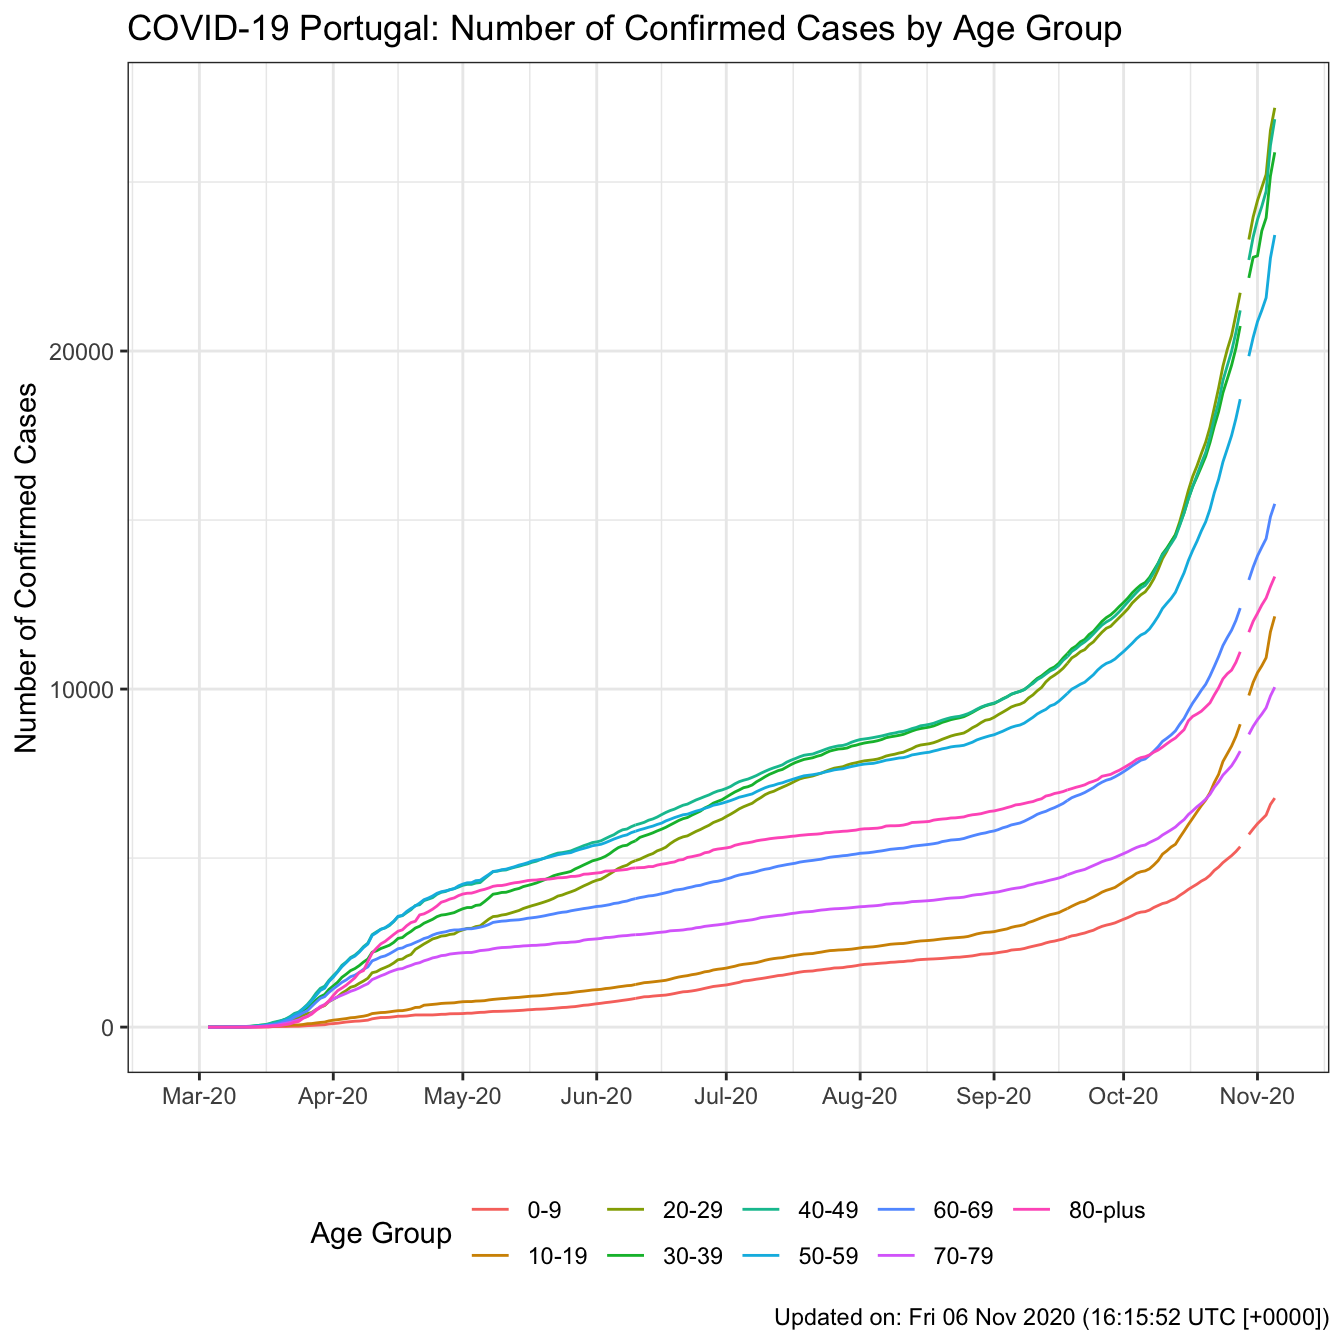 COVID-19 Portugal: Number of Confirmed Cases by Age Group
Number of Confirmed Cases
20000
10000
0
Mar-20 Apr-20 May-20 Jun-20 Jul-20 Aug-20 Sep-20 Oct-20 Nov-20
Age Group
0-9 20-29 40-49 60-69 80-plus
10-19 30-39 50-59 70-79
Updated on: Fri 06 Nov 2020 (16:15:52 UTC [+0000])